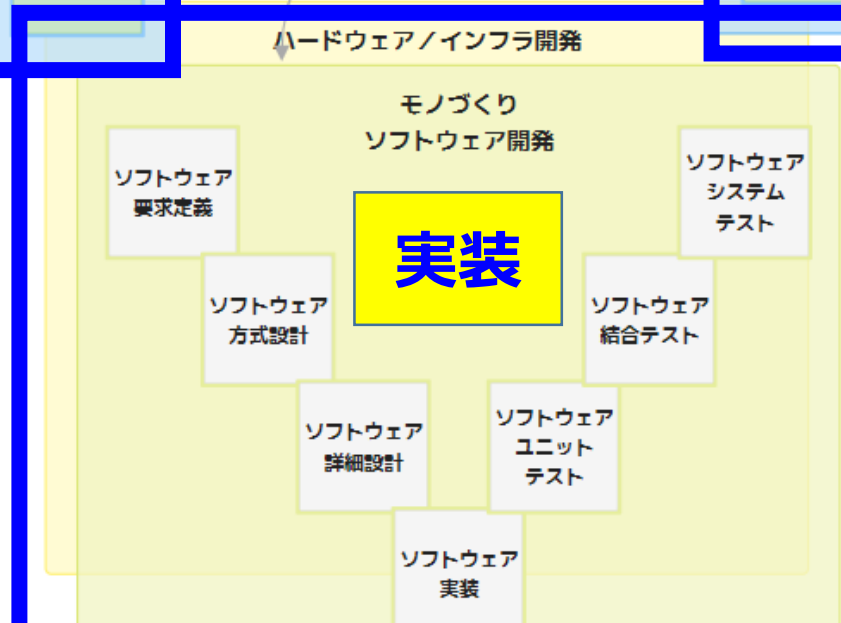 ハードウェア／インフラ開発
モノづくり
ソフトウェア開発
ソフトウェア
要求定義
ソフトウェア
システム
テスト
実装
ソフトウェア
方式設計
ソフトウェア
結合テスト
ソフトウェア
詳細設計
ソフトウェア
ユニット
テスト
ソフトウェア
実装